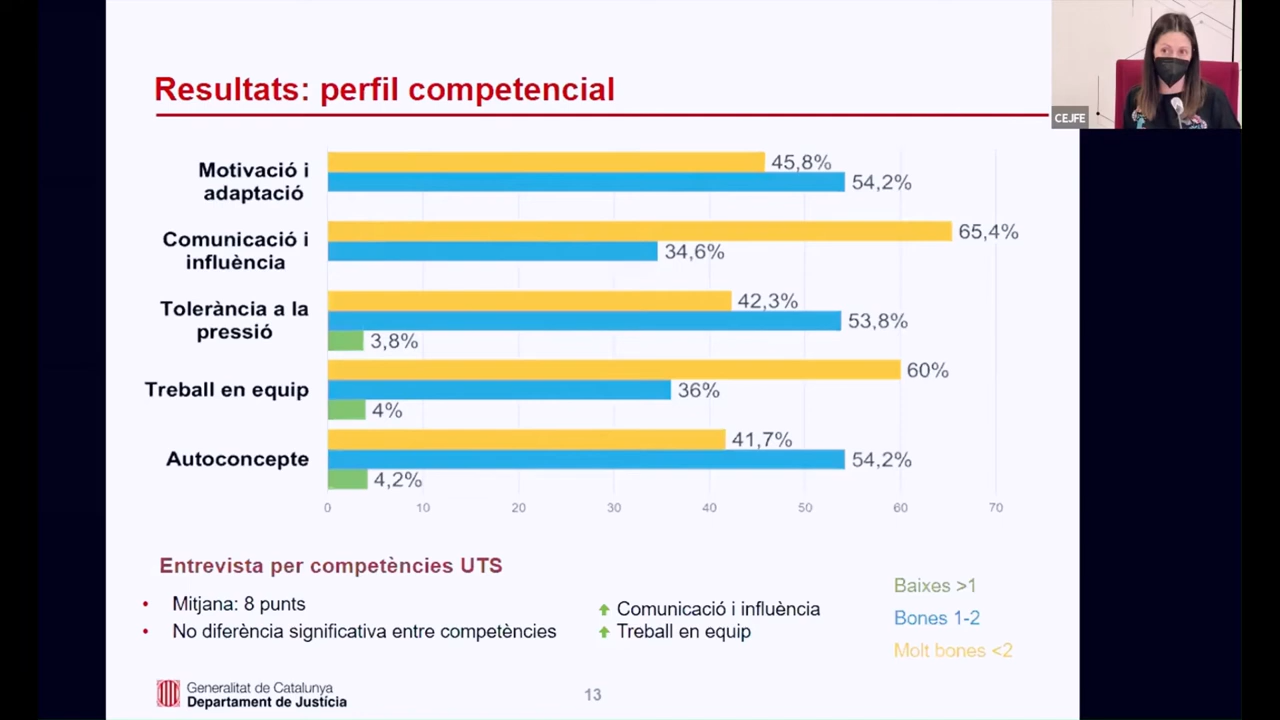 Resultats: perfil competencial
CEJFE
Motivació i
adaptació
45,8%
54,2%
Comunicació i
influència
65,4%
34,6%
Tolerància a la
pressió
42,3%
53,8%
3,8%
Treball en equip
60%
36%
4%
Autoconcepte
41,7%
54,2%
4,2%
0 10 20 30 40 50 60 70
Entrevista per competències UTS
• Mitjana: 8 punts
• No diferència significativa entre competències
Comunicació i influència
Treball en equip
Baixes >1
Bones 1-2
Molt bones <2
Generalitat de Catalunya
Departament de Justícia
13